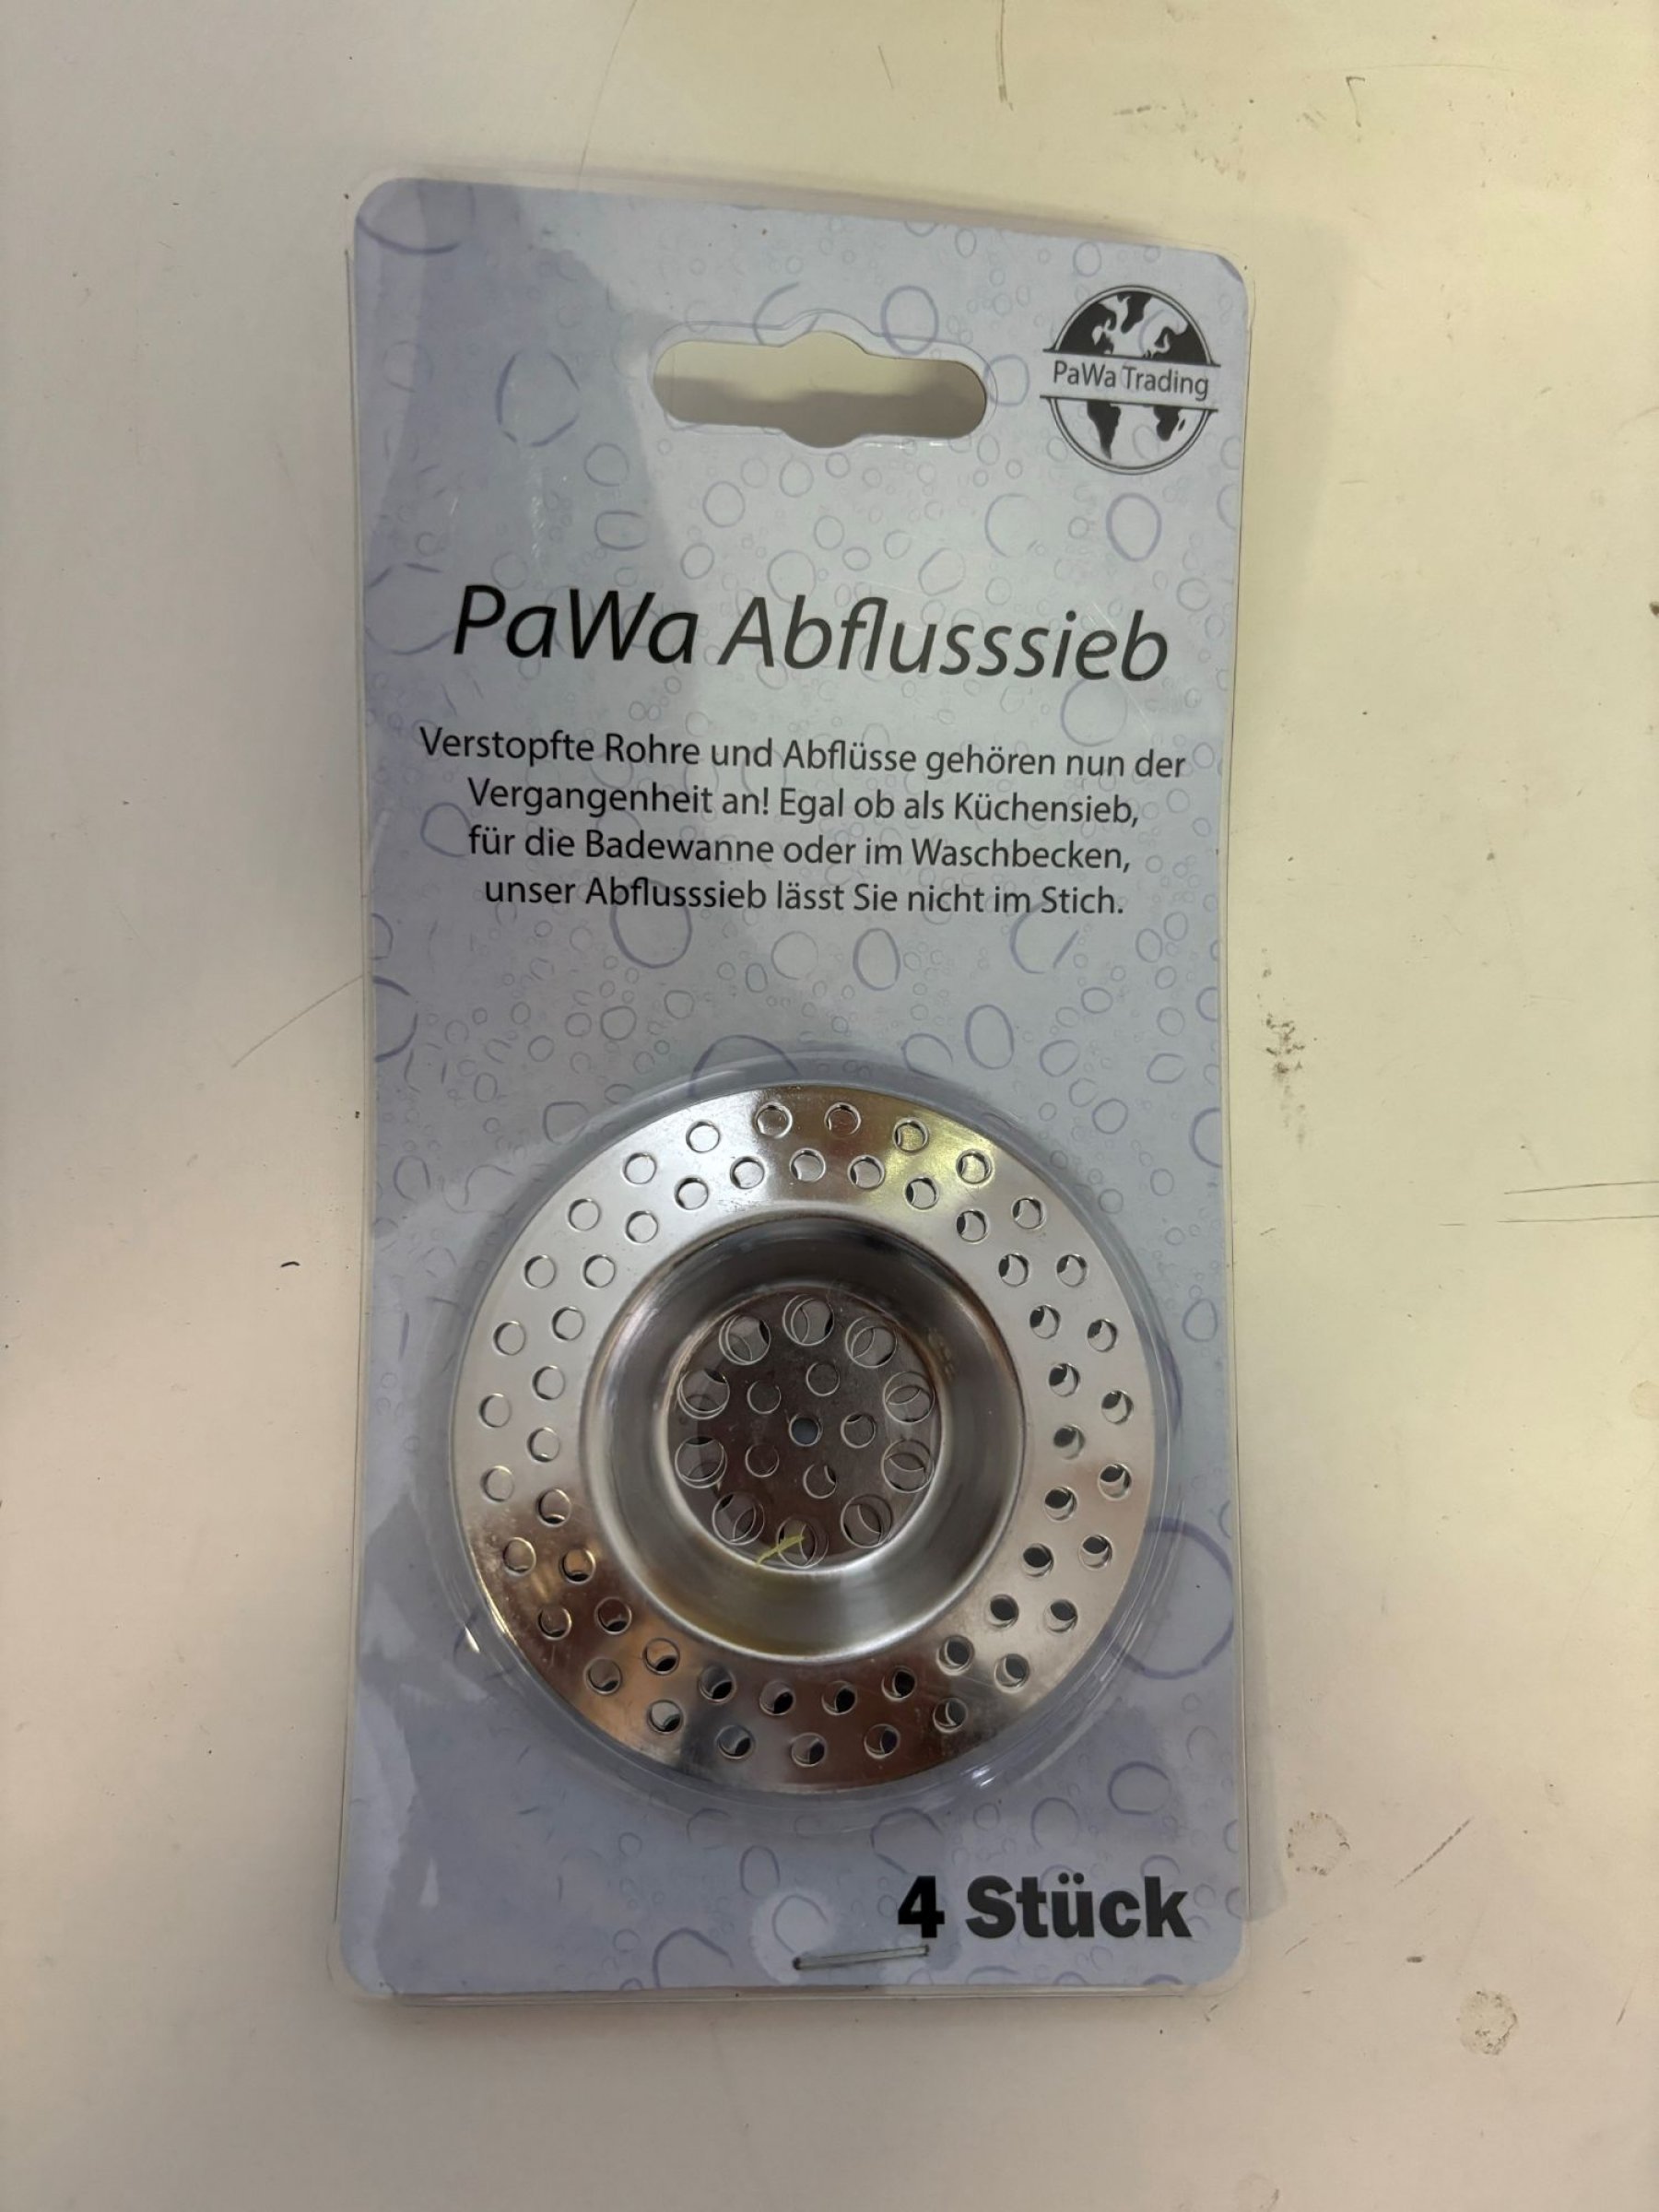 PaWa Trading
PaWa Abflusssieb
Verstopfte Rohre und Abflüsse gehören nun der
Vergangenheit an! Egal ob als Küchensieb,
für die Badewanne oder im Waschbecken,
unser Abflusssieb lässt Sie nicht im Stich.
4 Stück